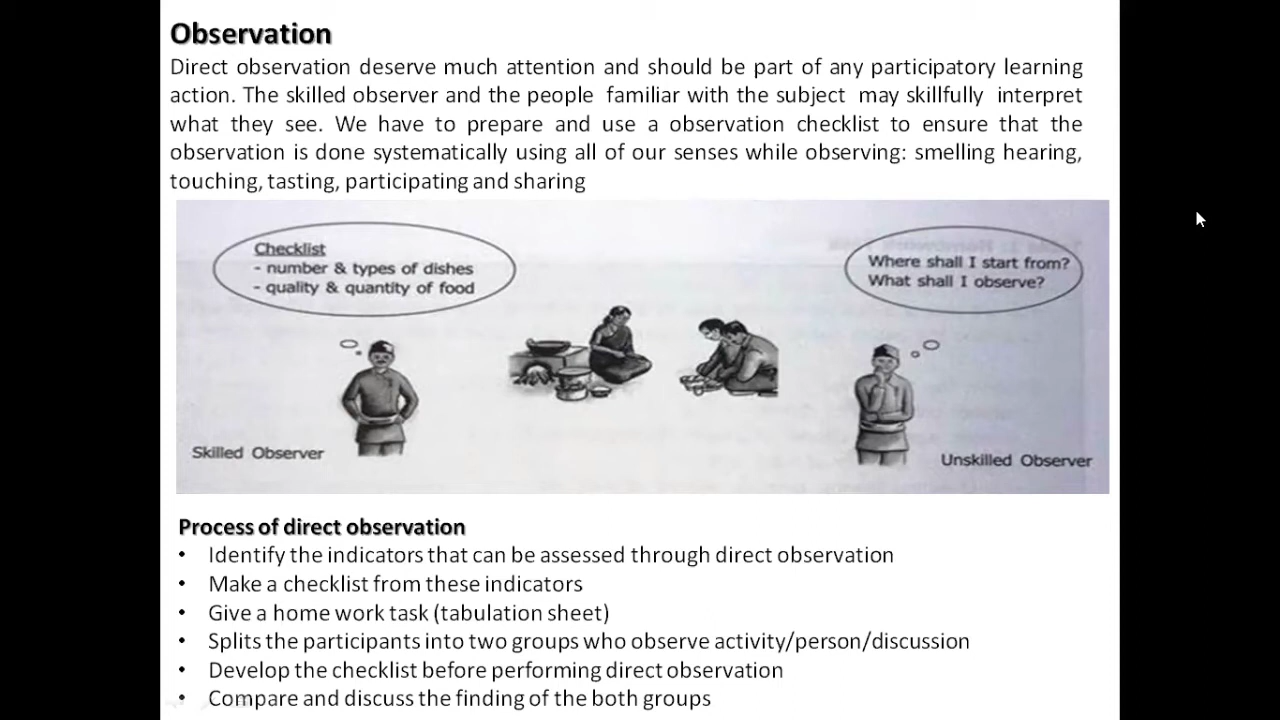 Observation
Direct observation deserve much attention and should be part of any participatory learning
action. The skilled observer and the people familiar with the subject may skillfully interpret
what they see. We have to prepare and use a observation checklist to ensure that the
observation is done systematically using all of our senses while observing: smelling hearing,
touching, tasting, participating and sharing
Checklist
- number & types of dishes
- quality & quantity of food
Where shall I start from?
What shall I observe?
Skilled Observer
Unskilled Observer
Process of direct observation
• Identify the indicators that can be assessed through direct observation
• Make a checklist from these indicators
• Give a home work task (tabulation sheet)
• Splits the participants into two groups who observe activity/person/discussion
• Develop the checklist before performing direct observation
• Compare and discuss the finding of the both groups